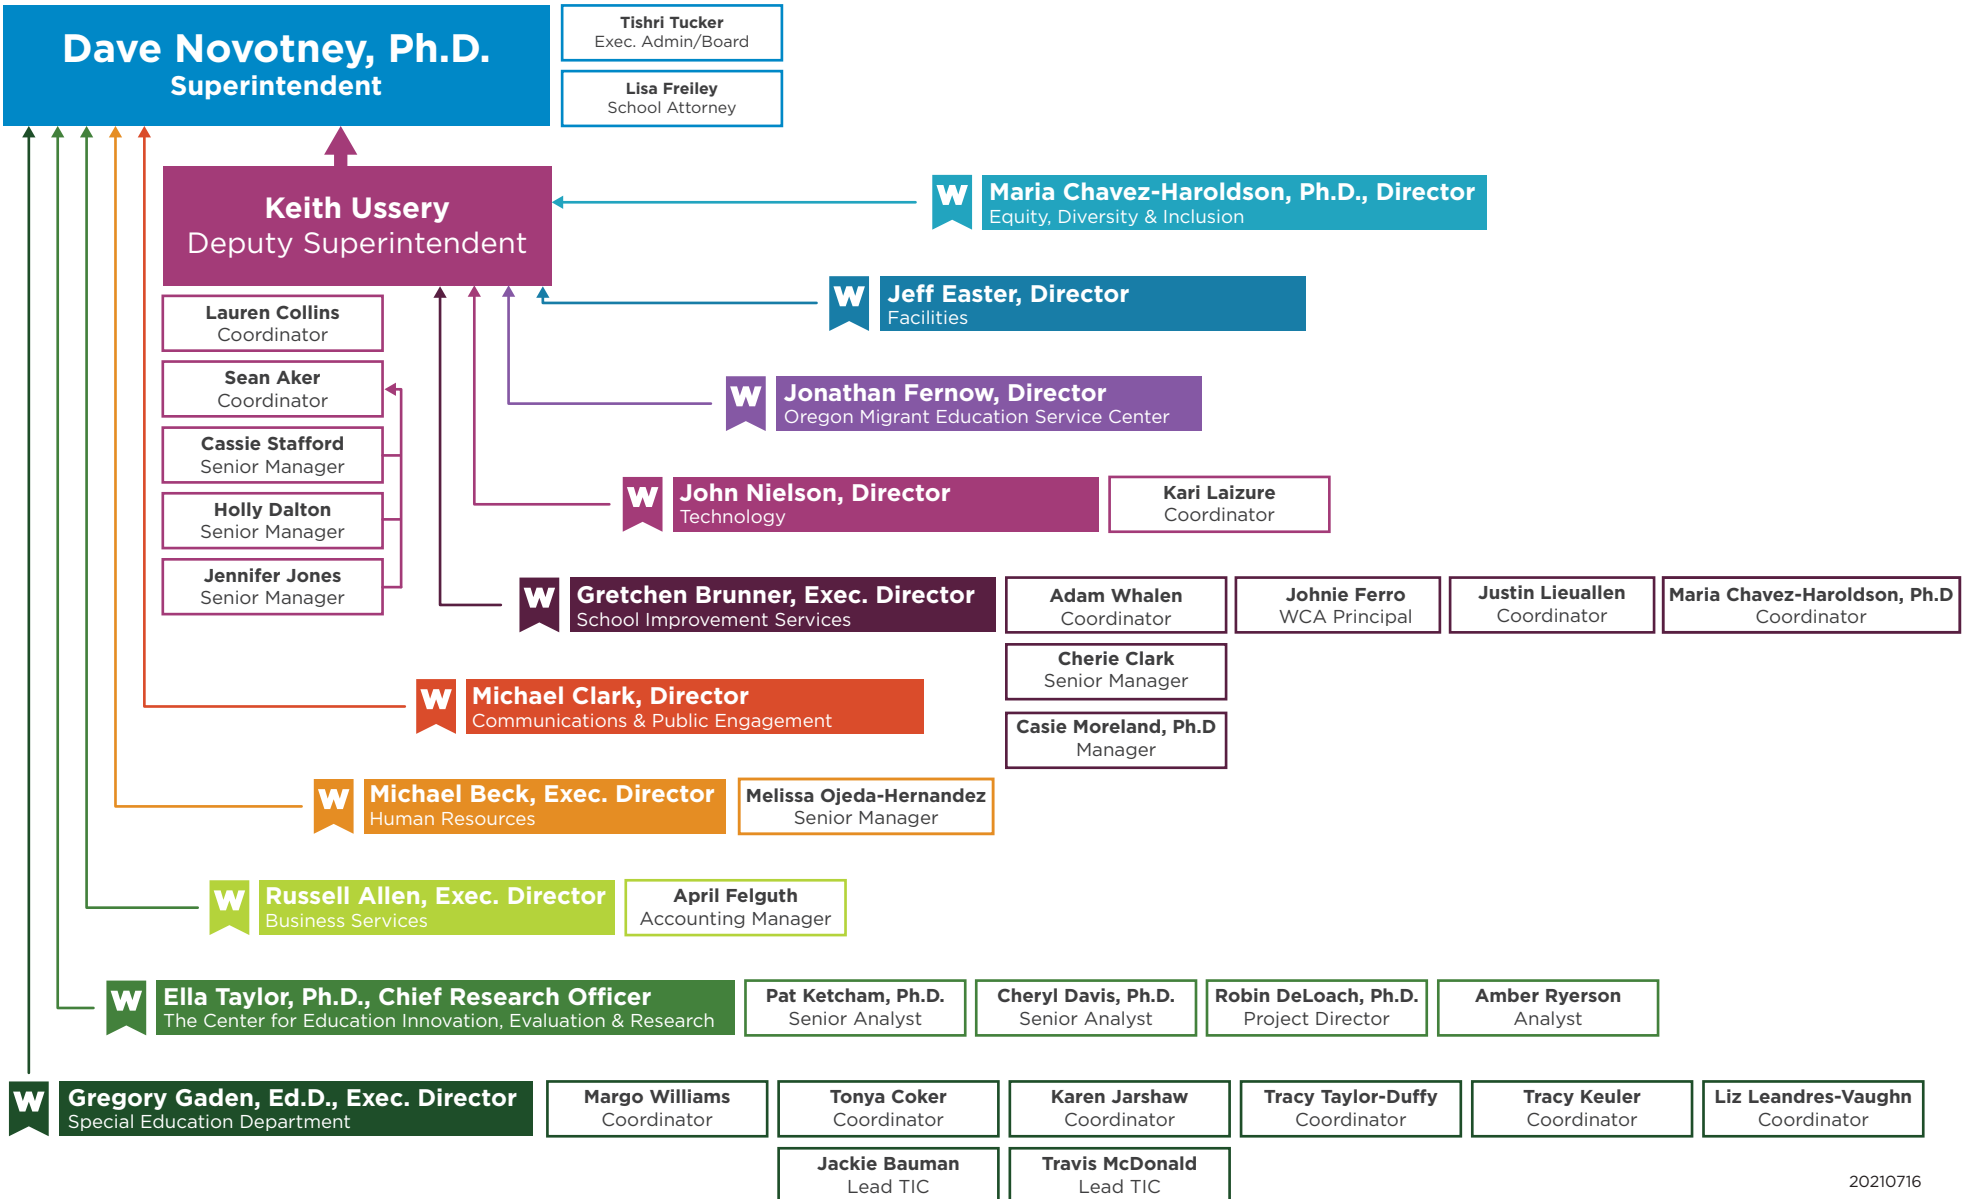 Dave Novotney, Ph.D.
Superintendent
Tishri Tucker
Exec. Admin/Board
Lisa Freiley
School Attorney
Keith Ussery
Deputy Superintendent
W
Maria Chavez-Haroldson, Ph.D., Director
Equity, Diversity & Inclusion
W
Jeff Easter, Director
Facilities
Lauren Collins
Coordinator
Sean Aker
Coordinator
Cassie Stafford
Senior Manager
Holly Dalton
Senior Manager
Jennifer Jones
Senior Manager
W
Jonathan Fernow, Director
Oregon Migrant Education Service Center
W
John Nielson, Director
Technology
Kari Laizure
Coordinator
W
Gretchen Brunner, Exec. Director
School Improvement Services
Adam Whalen
Coordinator
Johnie Ferro
WCA Principal
Justin Lieuallen
Coordinator
Maria Chavez-Haroldson, Ph.D
Coordinator
Cherie Clark
Senior Manager
Casie Moreland, Ph.D
Manager
W
Michael Clark, Director
Communications & Public Engagement
W
Michael Beck, Exec. Director
Human Resources
Melissa Ojeda-Hernandez
Senior Manager
W
Russell Allen, Exec. Director
Business Services
April Felguth
Accounting Manager
W
Ella Taylor, Ph.D., Chief Research Officer
The Center for Education Innovation, Evaluation & Research
Pat Ketcham, Ph.D.
Senior Analyst
Cheryl Davis, Ph.D.
Senior Analyst
Robin DeLoach, Ph.D.
Project Director
Amber Ryerson
Analyst
W
Gregory Gaden, Ed.D., Exec. Director
Special Education Department
Margo Williams
Coordinator
Tonya Coker
Coordinator
Karen Jarshaw
Coordinator
Tracy Taylor-Duffy
Coordinator
Tracy Keuler
Coordinator
Liz Leandres-Vaughn
Coordinator
Jackie Bauman
Lead TIC
Travis McDonald
Lead TIC
20210716